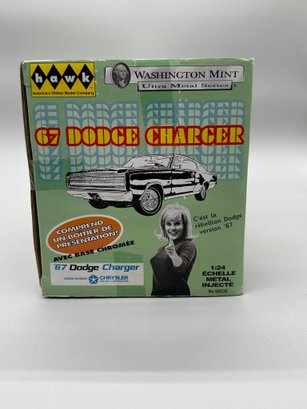 hawk
America's Oldest Model Company
WASHINGTON MINT
Ultra Metal Series
67 DODGE CHARGER
C'est la
rébellion Dodge
version '67
COMPREND
UN BOÎTIER DE
PRÉSENTATION!
AVEC BASE CHROMÉE
'67 Dodge Charger
CHRYSLER
1:24
ÉCHELLE
MÉTAL
INJECTÉ